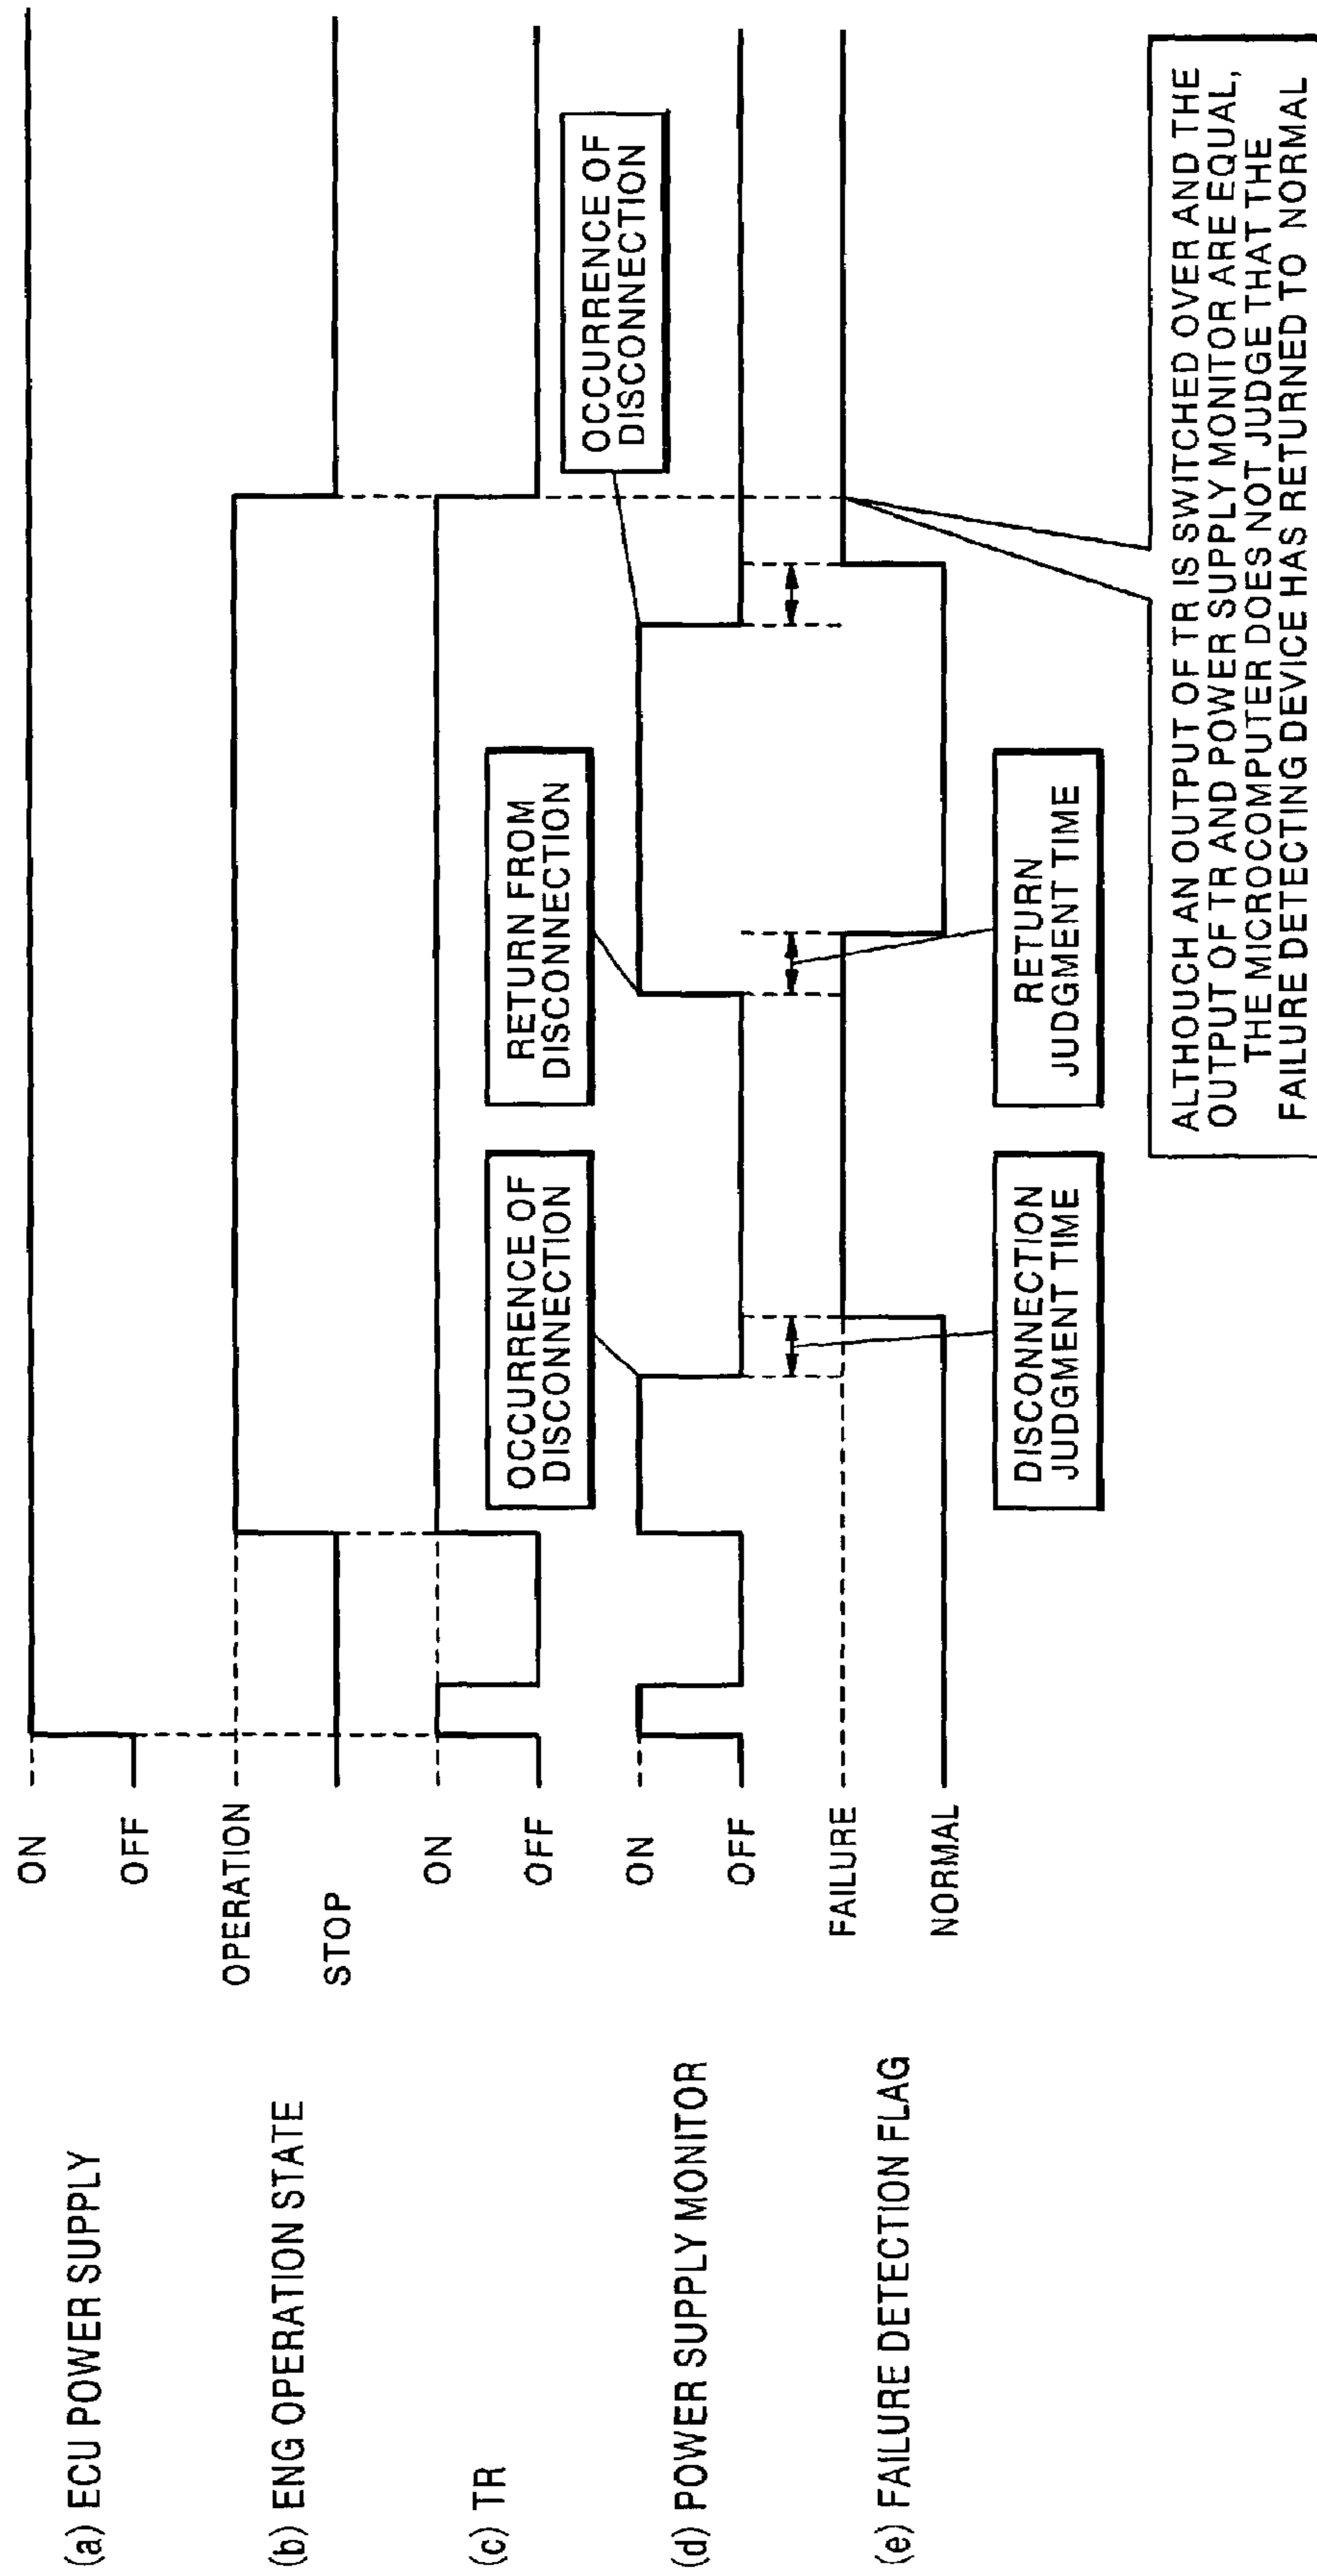 (a) ECU POWER SUPPLY
ON
OFF
(b) ENG OPERATION STATE
OPERATION
STOP
(c) TR
ON
OFF
OCCURRENCE OF
DISCONNECTION
RETURN FROM
DISCONNECTION
OCCURRENCE OF
DISCONNECTION
(d) POWER SUPPLY MONITOR
ON
OFF
(e) FAILURE DETECTION FLAG
FAILURE
NORMAL
DISCONNECTION
JUDGMENT TIME
RETURN
JUDGMENT TIME
ALTHOUGH AN OUTPUT OF TR IS SWITCHED OVER AND THE
OUTPUT OF TR AND POWER SUPPLY MONITOR ARE EQUAL,
THE MICROCOMPUTER DOES NOT JUDGE THAT THE
FAILURE DETECTING DEVICE HAS RETURNED TO NORMAL